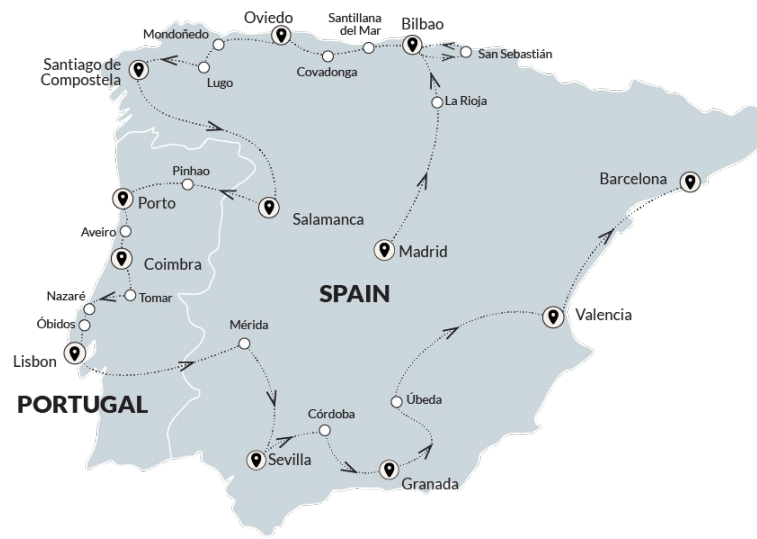 Oviedo
Santillana
del Mar
Bilbao
Mondoñedo
San Sebastián
Santiago de
Compostela
Lugo
Covadonga
La Rioja
Pinhao
Barcelona
Porto
Salamanca
Aveiro
Madrid
Coimbra
SPAIN
Nazaré
Tomar
Óbidos
Valencia
Mérida
Lisbon
PORTUGAL
Úbeda
Córdoba
Sevilla
Granada